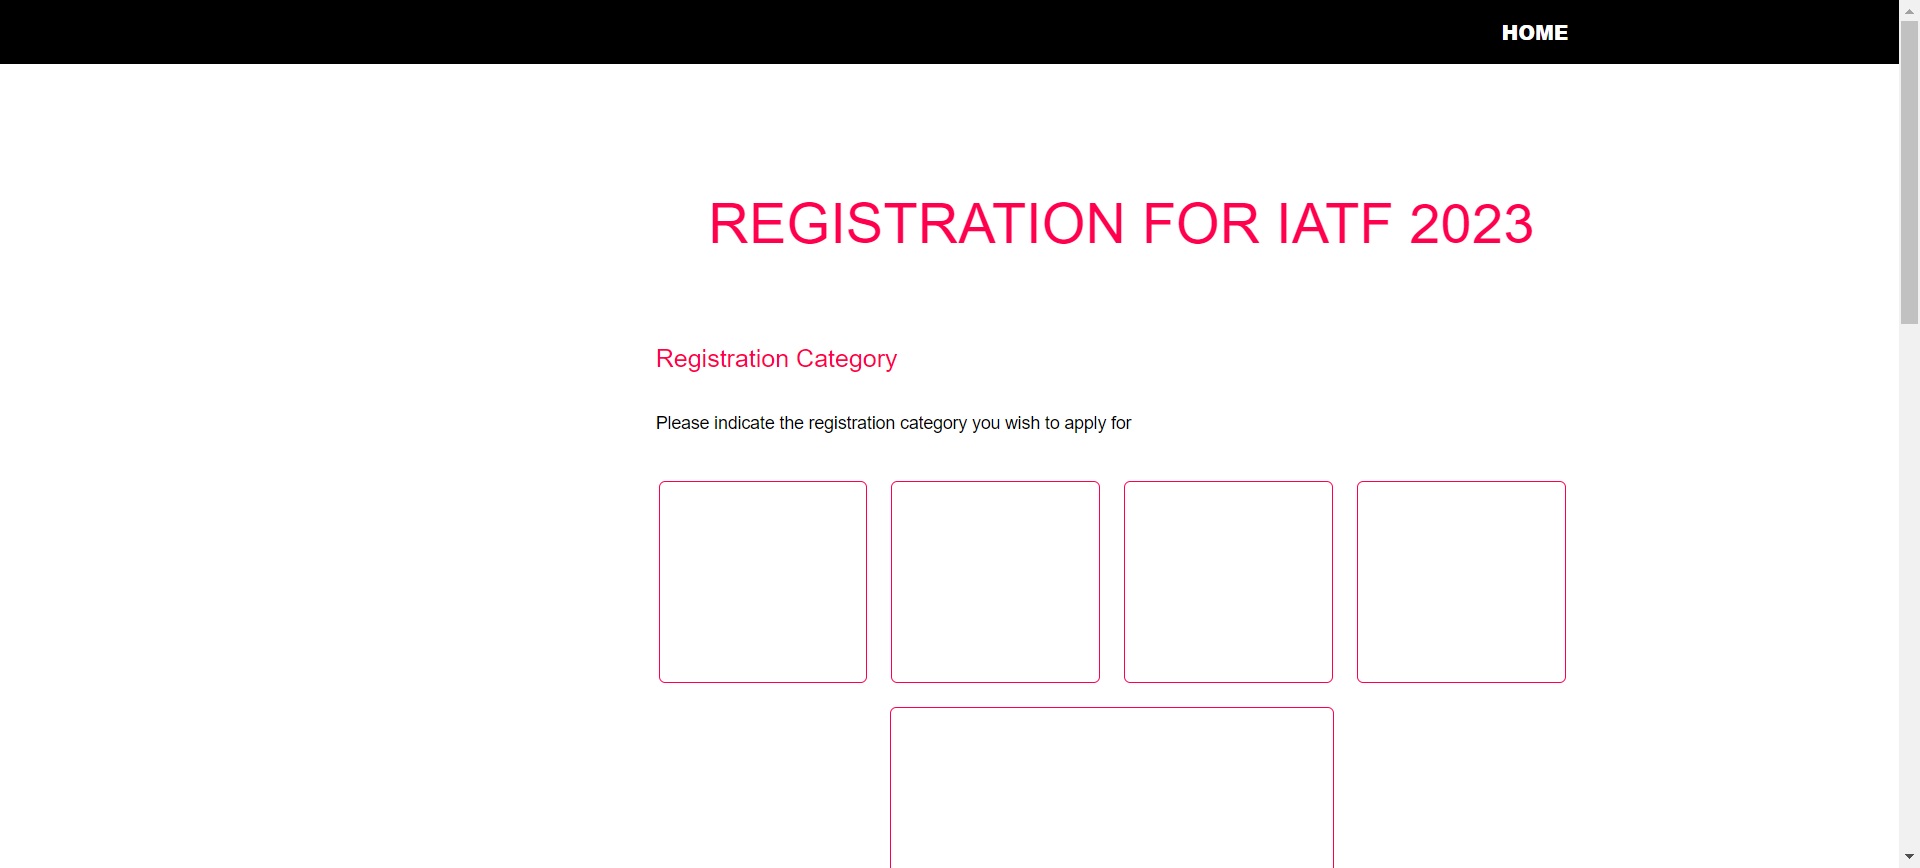 HOME
REGISTRATION FOR IATF 2023
Registration Category
Please indicate the registration category you wish to apply for